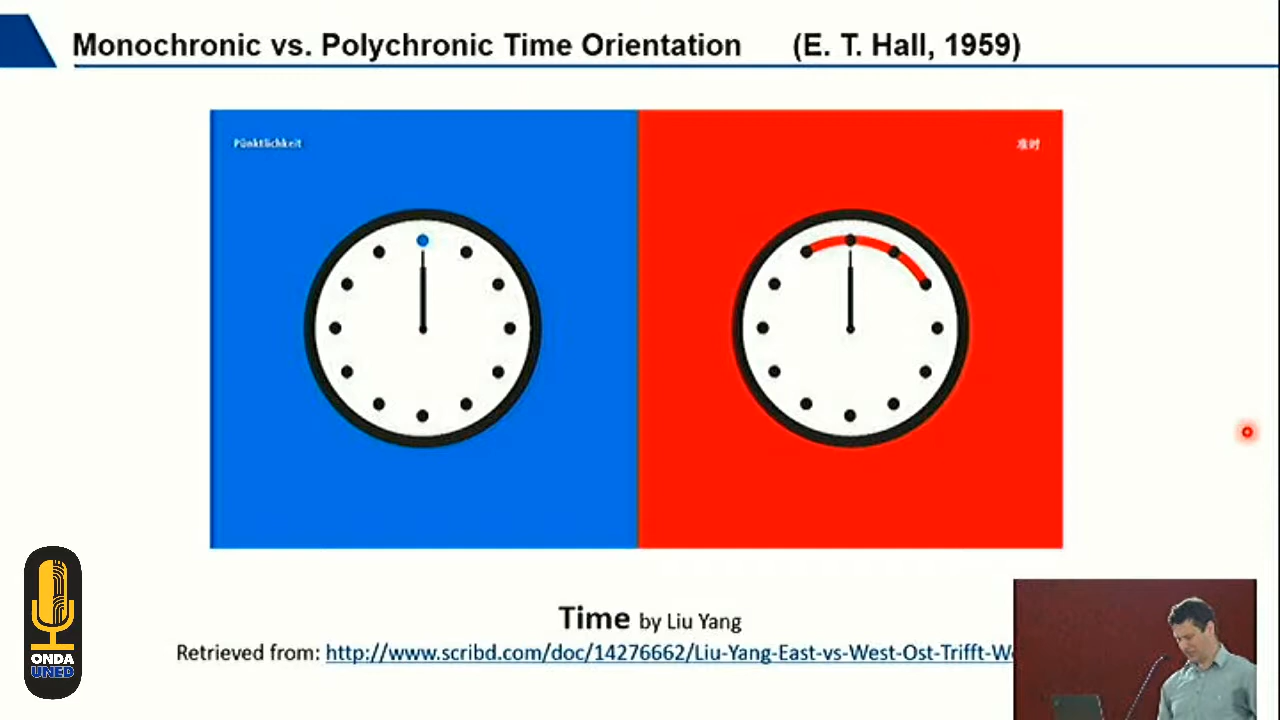 Monochronic vs. Polychronic Time Orientation (E. T. Hall, 1959)
Pünktlichkeit
准时
Time by Liu Yang
Retrieved from: http://www.scribd.com/doc/14276662/Liu-Yang-East-vs-West-Ost-Trifft-W
ONDA
UNED